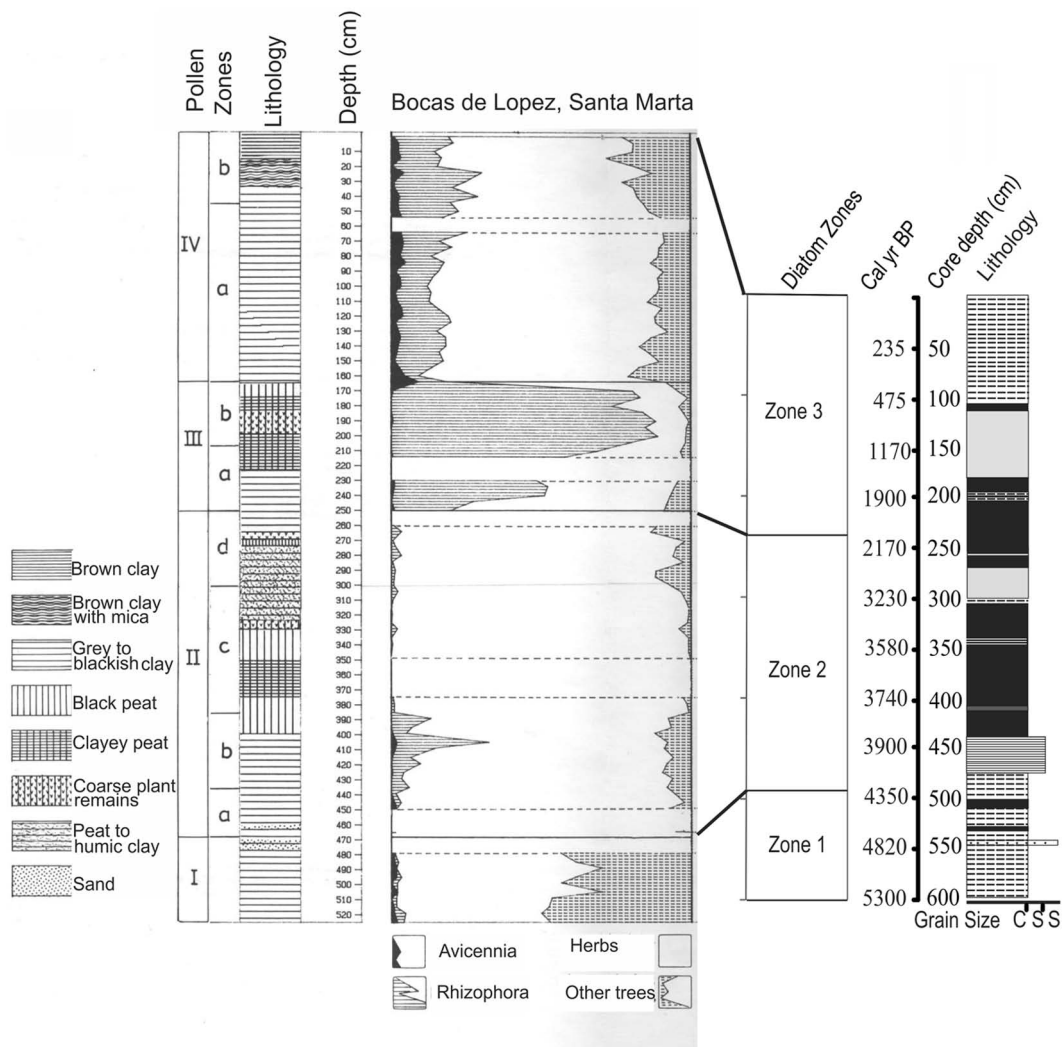 Pollen
Zones
Lithology
Depth (cm)
Bocas de Lopez, Santa Marta
IV
b
a
III
b
a
II
d
c
b
a
I
10
20
30
40
50
60
70
80
90
100
110
120
130
140
150
160
170
180
190
200
210
220
230
240
250
260
270
280
290
300
310
320
330
340
350
360
370
380
390
400
410
420
430
440
450
460
470
480
490
500
510
520
Brown clay
Brown clay
with mica
Grey to
blackish clay
Black peat
Clayey peat
Coarse plant
remains
Peat to
humic clay
Sand
Avicennia
Rhizophora
Herbs
Other trees
Diatom Zones
Zone 3
Zone 2
Zone 1
Cal yr BP
Core depth (cm)
Lithology
235 50
475 100
1170 150
1900 200
2170 250
3230 300
3580 350
3740 400
3900 450
4350 500
4820 550
5300 600
Grain Size C S S